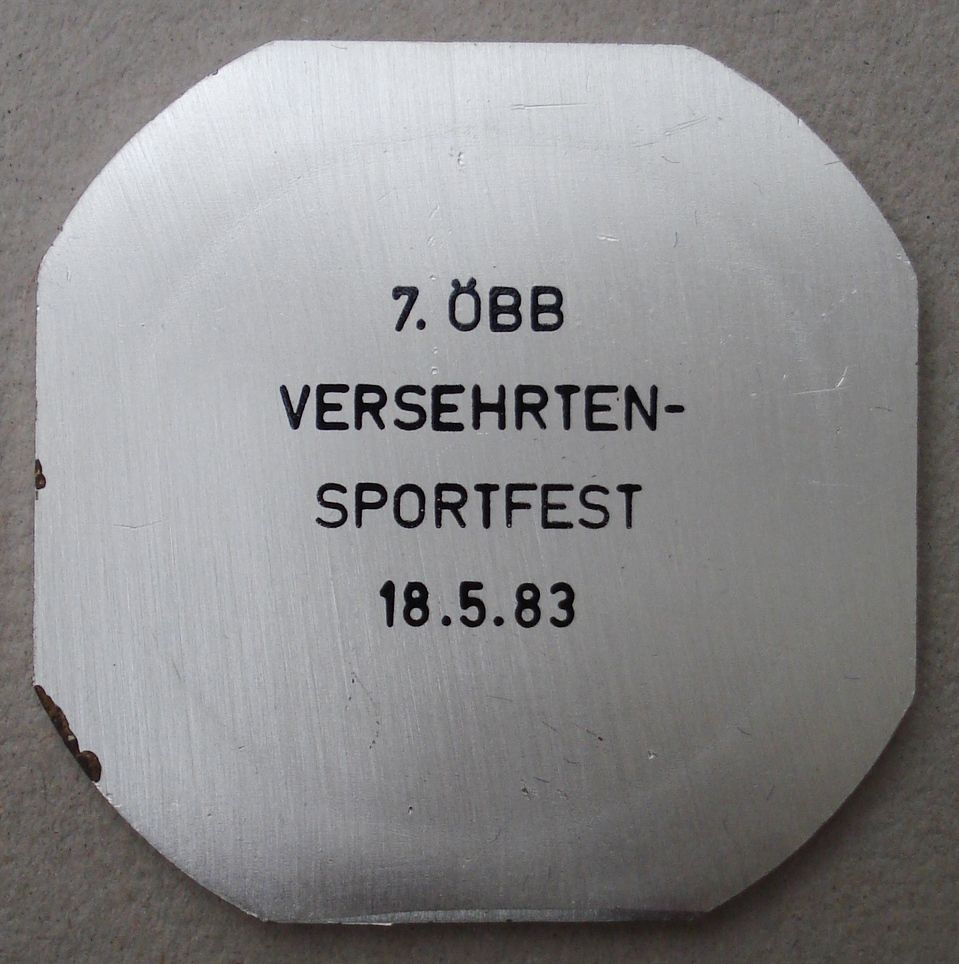 7. ÖBB
VERSEHRTEN-
SPORTFEST
18.5.83